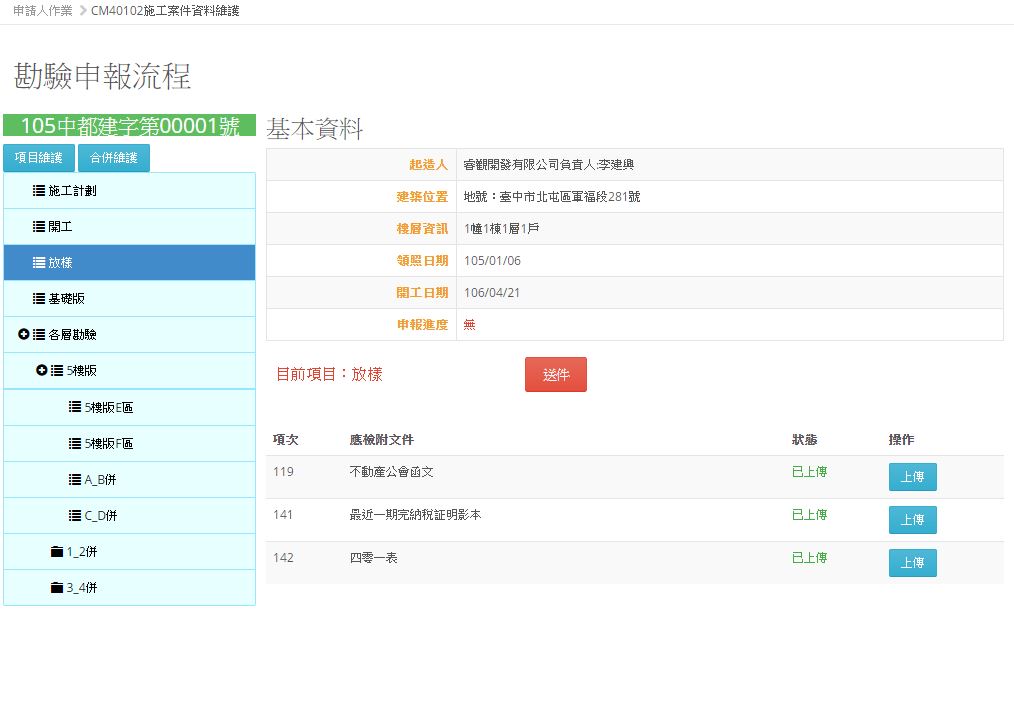 申請人作業 CM40102施工案件資料維護
勘驗申報流程
105中都建字第00001號
項目維護 合併維護
施工計劃
開工
放樣
基礎版
各層勘驗
5樓版
5樓版E區
5樓版F區
A_B併
C_D併
1_2併
3_4併
基本資料
起造人 睿觀開發有限公司負責人:李建興
建築位置 地號：臺中市北屯區軍福段281號
樓層資訊 1幢1棟1層1戶
領照日期 105/01/06
開工日期 106/04/21
申報進度 無
目前項目：放樣 送件
項次 應檢附文件 狀態 操作
119 不動產公會函文 已上傳 上傳
141 最近一期完納稅証明影本 已上傳 上傳
142 四零一表 已上傳 上傳